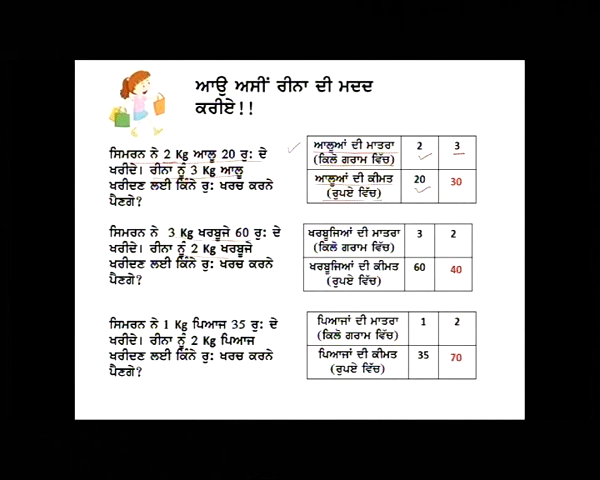 ਆਉ ਅਸੀਂ ਰੀਨਾ ਦੀ ਮਦਦ
ਕਰੀਏ!!
ਸਿਮਰਨ ਨੇ 2 Kg ਆਲੂ 20 ਰੁ: ਦੇ
ਖਰੀਦੇ। ਰੀਨਾ ਨੂੰ 3 Kg ਆਲੂ
ਖਰੀਦਣ ਲਈ ਕਿੰਨੇ ਰੁ: ਖਰਚ ਕਰਨੇ
ਪੈਣਗੇ?
ਆਲੂਆਂ ਦੀ ਮਾਤਰਾ 2 3
(ਕਿਲੋ ਗਰਾਮ ਵਿੱਚ)
ਆਲੂਆਂ ਦੀ ਕੀਮਤ 20 30
(ਰੁਪਏ ਵਿੱਚ)
ਸਿਮਰਨ ਨੇ 3 Kg ਖਰਬੂਜੇ 60 ਰੁ: ਦੇ
ਖਰੀਦੇ। ਰੀਨਾ ਨੂੰ 2 Kg ਖਰਬੂਜੇ
ਖਰੀਦਣ ਲਈ ਕਿੰਨੇ ਰੁ: ਖਰਚ ਕਰਨੇ
ਪੈਣਗੇ?
ਖਰਬੂਜਿਆਂ ਦੀ ਮਾਤਰਾ 3 2
(ਕਿਲੋ ਗਰਾਮ ਵਿੱਚ)
ਖਰਬੂਜਿਆਂ ਦੀ ਕੀਮਤ 60 40
(ਰੁਪਏ ਵਿੱਚ)
ਸਿਮਰਨ ਨੇ 1 Kg ਪਿਆਜ 35 ਰੁ: ਦੇ
ਖਰੀਦੇ। ਰੀਨਾ ਨੂੰ 2 Kg ਪਿਆਜ
ਖਰੀਦਣ ਲਈ ਕਿੰਨੇ ਰੁ: ਖਰਚ ਕਰਨੇ
ਪੈਣਗੇ?
ਪਿਆਜਾਂ ਦੀ ਮਾਤਰਾ 1 2
(ਕਿਲੋ ਗਰਾਮ ਵਿੱਚ)
ਪਿਆਜਾਂ ਦੀ ਕੀਮਤ 35 70
(ਰੁਪਏ ਵਿੱਚ)